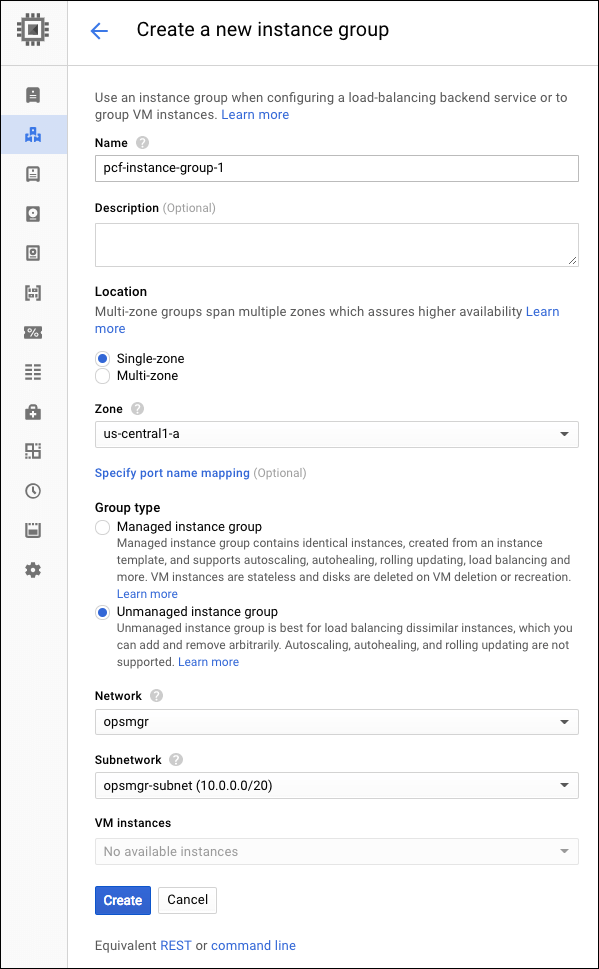 Create a new instance group
Use an instance group when configuring a load-balancing backend service or to
group VM instances. Learn more
Name ?
pcf-instance-group-1
Description (Optional)
Location
Multi-zone groups span multiple zones which assures higher availability Learn
more
Single-zone
Multi-zone
Zone ?
us-central1-a
Specify port name mapping (Optional)
Group type
Managed instance group
Managed instance group contains identical instances, created from an instance
template, and supports autoscaling, autohealing, rolling updating, load balancing and
more. VM instances are stateless and disks are deleted on VM deletion or recreation.
Learn more
Unmanaged instance group
Unmanaged instance group is best for load balancing dissimilar instances, which you
can add and remove arbitrarily. Autoscaling, autohealing, and rolling updating are not
supported. Learn more
Network ?
opsmgr
Subnetwork ?
opsmgr-subnet (10.0.0.0/20)
VM instances
No available instances
Create Cancel
Equivalent REST or command line